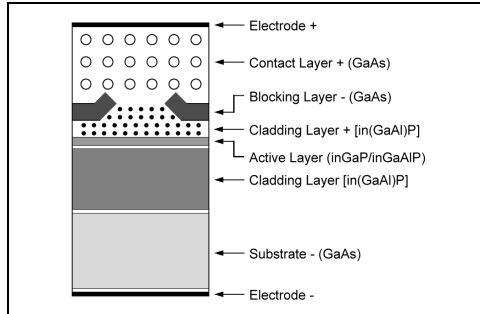 Electrode +
Contact Layer + (GaAs)
Blocking Layer - (GaAs)
Cladding Layer + [in(GaAl)P]
Active Layer (inGaP/inGaAlP)
Cladding Layer [in(GaAl)P]
Substrate - (GaAs)
Electrode -